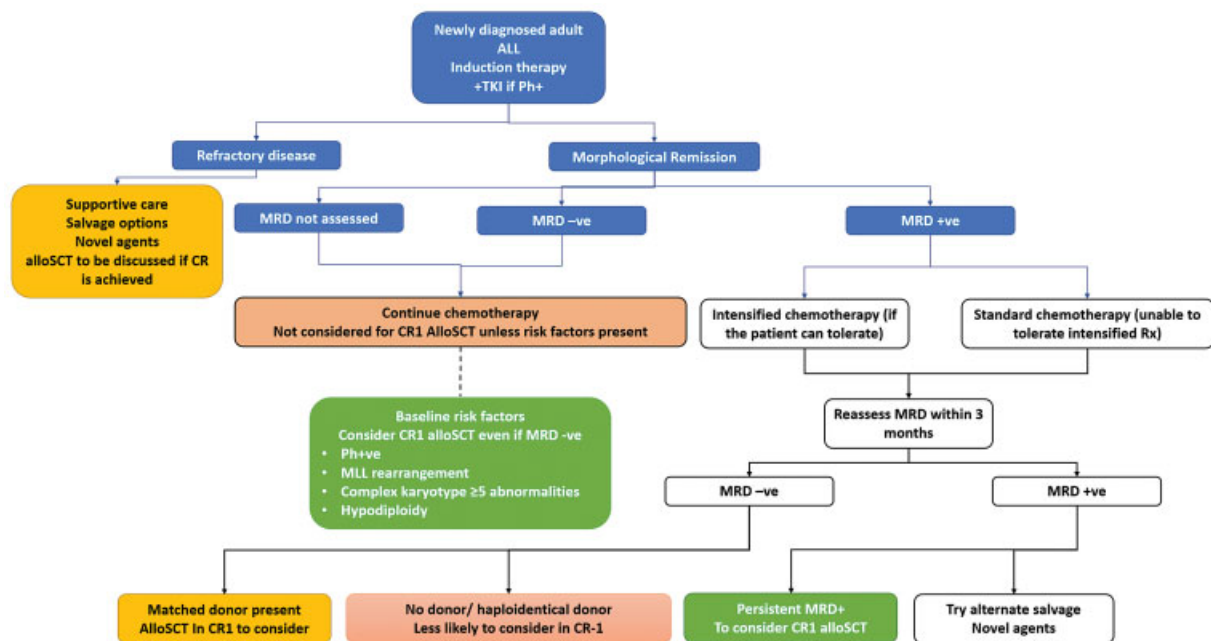 Newly diagnosed adult
ALL
Induction therapy
+TKI if Ph+
Refractory disease
Morphological Remission
Supportive care
Salvage options
Novel agents
alloSCT to be discussed if CR
is achieved
MRD not assessed
MRD –ve
MRD +ve
Continue chemotherapy
Not considered for CR1 AlloSCT unless risk factors present
Intensified chemotherapy (if
the patient can tolerate)
Standard chemotherapy (unable to
tolerate intensified Rx)
Baseline risk factors
Consider CR1 alloSCT even if MRD -ve
• Ph+ve
• MLL rearrangement
• Complex karyotype ≥5 abnormalities
• Hypodiploidy
Reassess MRD within 3
months
MRD –ve
MRD +ve
Matched donor present
AlloSCT In CR1 to consider
No donor/ haploidentical donor
Less likely to consider in CR-1
Persistent MRD+
To consider CR1 alloSCT
Try alternate salvage
Novel agents